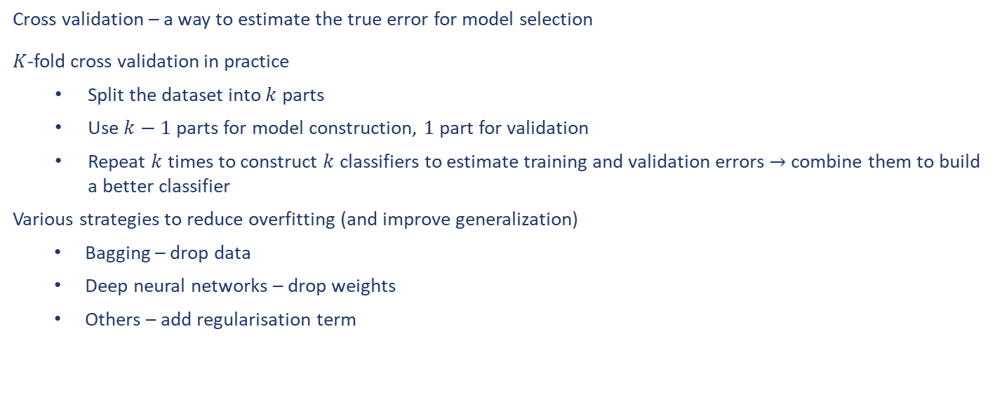 Cross validation – a way to estimate the true error for model selection
K-fold cross validation in practice
• Split the dataset into k parts
• Use k − 1 parts for model construction, 1 part for validation
• Repeat k times to construct k classifiers to estimate training and validation errors → combine them to build
a better classifier
Various strategies to reduce overfitting (and improve generalization)
• Bagging – drop data
• Deep neural networks – drop weights
• Others – add regularisation term